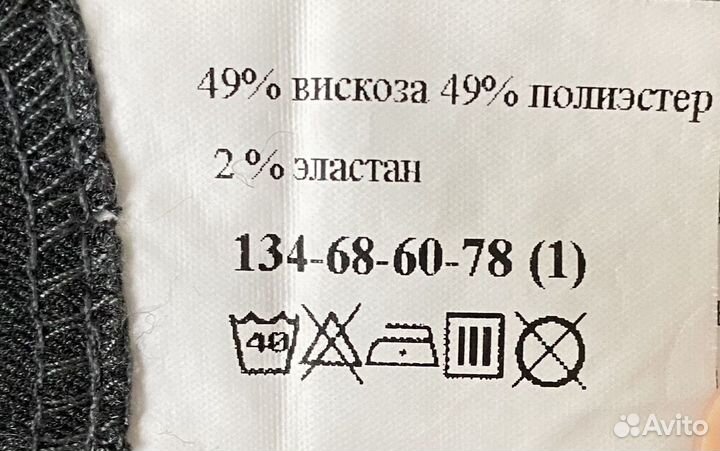 49% вискоза 49% полиэстер
2 % эластан
134-68-60-78 (1)
40
Avito